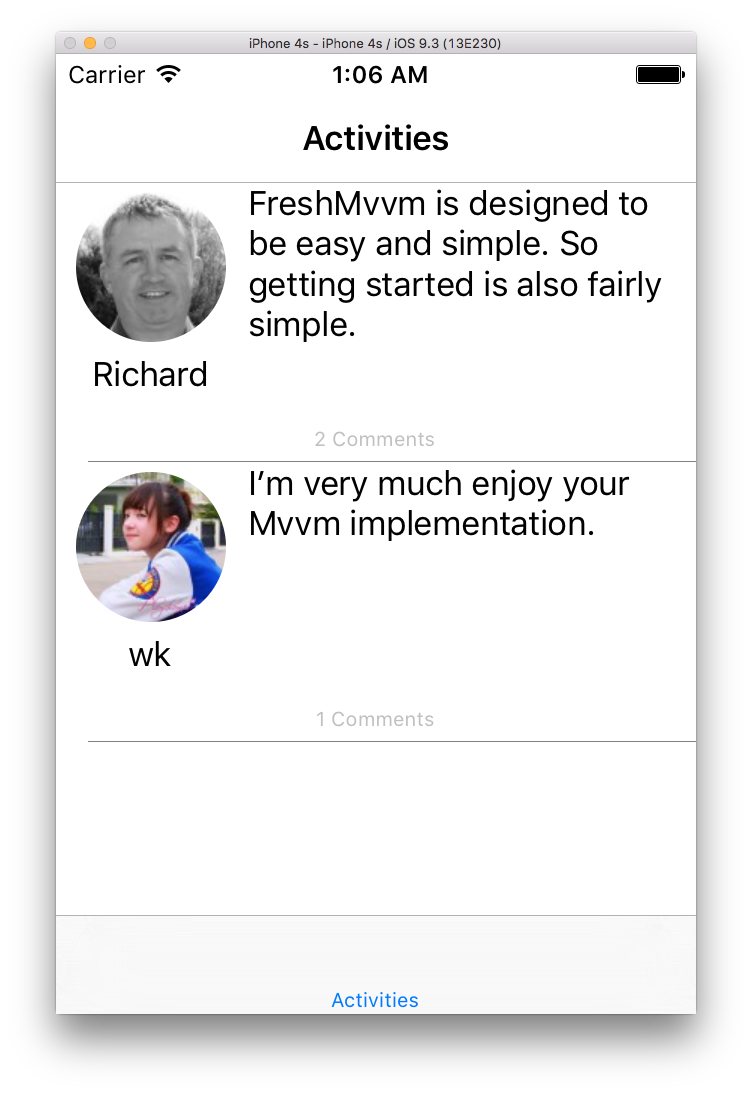 iPhone 4s - iPhone 4s / iOS 9.3 (13E230)
Carrier 1:06 AM
Activities
FreshMvvm is designed to
be easy and simple. So
getting started is also fairly
simple.
Richard
2 Comments
I’m very much enjoy your
Mvvm implementation.
wk
1 Comments
Activities